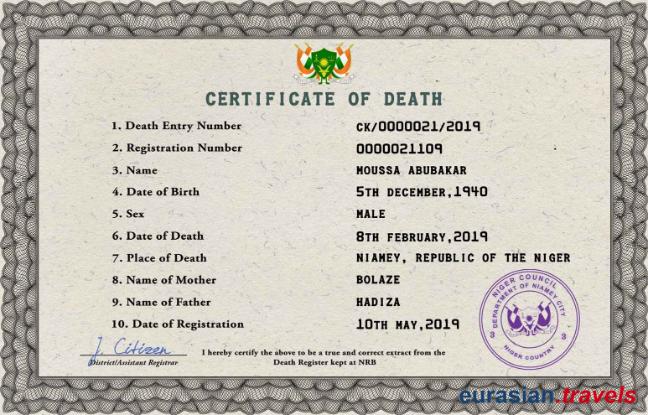 CERTIFICATE OF DEATH
1. Death Entry Number CK/0000021/2019
2. Registration Number 0000021109
3. Name MOUSSA ABUBAKAR
4. Date of Birth 5TH DECEMBER,1940
5. Sex MALE
6. Date of Death 8TH FEBRUARY,2019
7. Place of Death NIAMEY, REPUBLIC OF THE NIGER
8. Name of Mother BOLAZE
9. Name of Father HADIZA
10. Date of Registration 10TH MAY,2019
NIGER COUNCIL
DEPARTMENT OF NIAMEY CITY
3 3
NIGER COUNTRY
J. Citizen
District/Assistant Registrar
I hereby certify the above to be a true and correct extract from the
Death Register kept at NRB
eurasian.travels